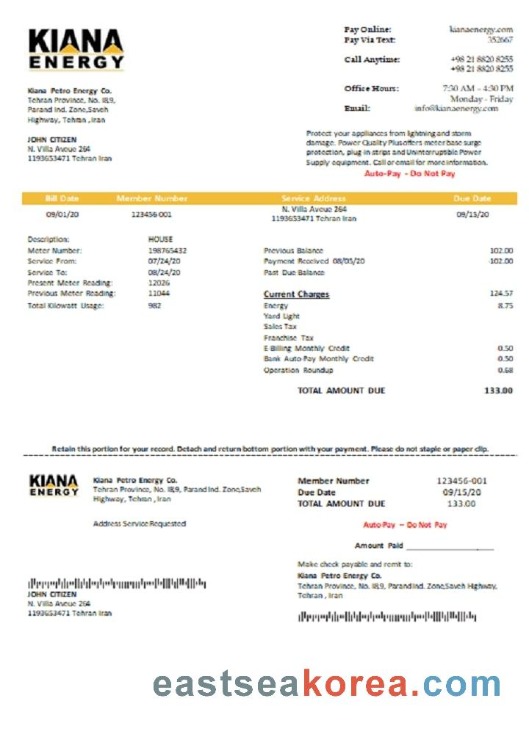 KIANA
ENERGY
Pay Online: kianaenergy.com
Pay Via Text: 352667
Call Anytime: +98 21 8820 8255
+98 21 8820 8255
Office Hours: 7:30 AM – 4:30 PM
Monday - Friday
Email: info@kianaenergy.com
Kiana Petro Energy Co.
Tehran Province, No. I&9,
Parand Ind. Zone,Saveh
Highway, Tehran , Iran
JOHN CITIZEN
N. Villa Aveue 264
1193653471 Tehran Iran
Protect your appliances from lightning and storm
damage. Power Quality Plus offers meter base surge
protection, plug in strips and Uninterruptible Power
Supply equipment. Call or email for more information.
Auto-Pay - Do Not Pay
Bill Date Member Number Service Address Due Date
09/01/20 123456-001 N. Villa Aveue 264 09/15/20
1193653471 Tehran Iran
Description: HOUSE
Meter Number: 198765432
Service From: 07/24/20
Service To: 08/24/20
Present Meter Reading: 12026
Previous Meter Reading: 11044
Total Kilowatt Usage: 982
Previous Balance 102.00
Payment Received 08/05/20 -102.00
Past Due Balance
Current Charges 124.57
Energy 8.75
Yard Light
Sales Tax
Franchise Tax
E-Billing Monthly Credit 0.50
Bank Auto Pay Monthly Credit 0.50
Operation Roundup 0.68
TOTAL AMOUNT DUE 133.00
Retain this portion for your record. Detach and return bottom portion with your payment. Please do not staple or paper clip.
KIANA
ENERGY
Kiana Petro Energy Co.
Tehran Province, No. I&9, Parand Ind. Zone,Saveh
Highway, Tehran , Iran
Address Service Requested
Member Number 123456-001
Due Date 09/15/20
TOTAL AMOUNT DUE 133.00
Auto-Pay – Do Not Pay
Amount Paid
Make check payable and remit to:
Kiana Petro Energy Co.
Tehran Province, No. I&9, Parand Ind. Zone,Saveh Highway,
Tehran , Iran
JOHN CITIZEN
N. Villa Aveue 264
1193653471 Tehran Iran
eastseakorea.com